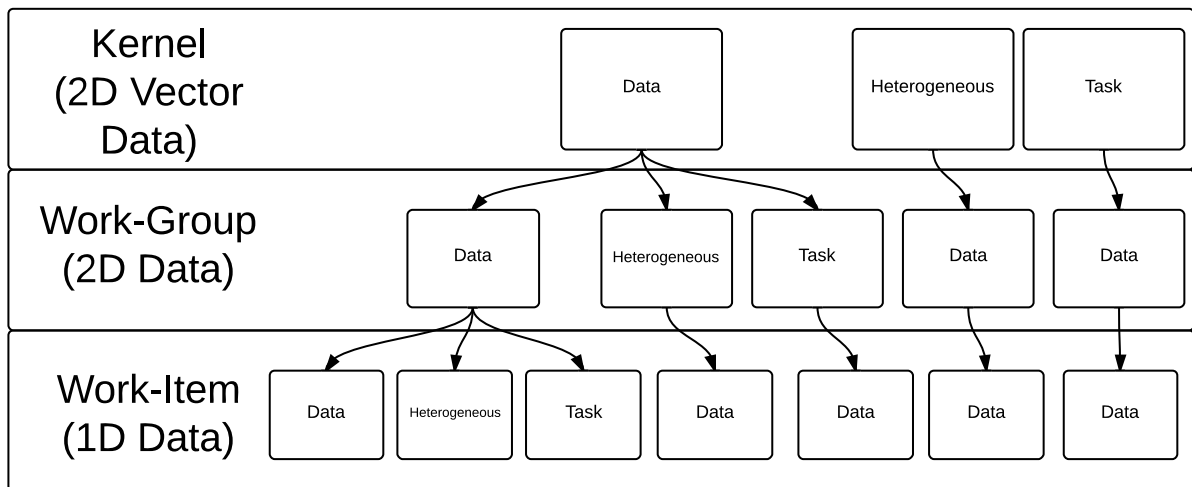 Kernel
(2D Vector
Data)
Data
Heterogeneous
Task
Work-Group
(2D Data)
Data
Heterogeneous
Task
Data
Data
Work-Item
(1D Data)
Data
Heterogeneous
Task
Data
Data
Data
Data